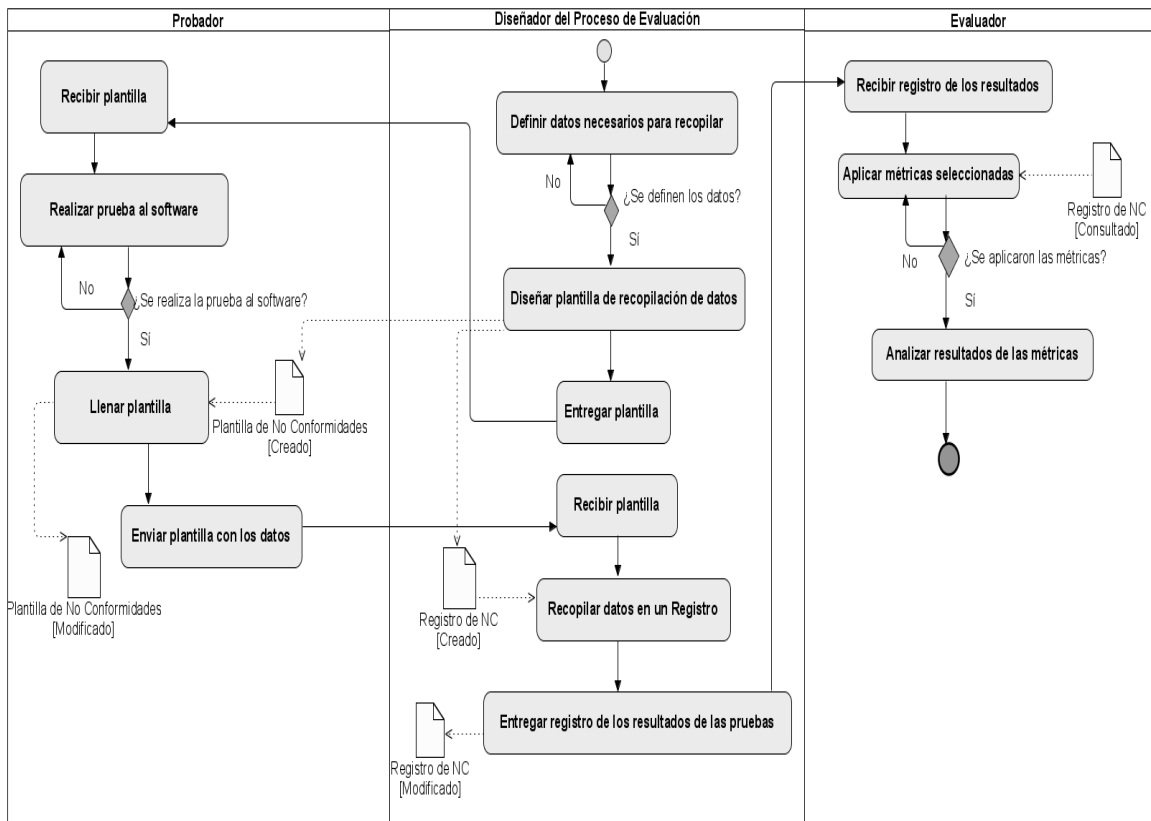 Probador
Diseñador del Proceso de Evaluación
Evaluador
Recibir plantilla
Realizar prueba al software
No
¿Se realiza la prueba al software?
Sí
Llenar plantilla
Plantilla de No Conformidades
[Creado]
Enviar plantilla con los datos
Plantilla de No Conformidades
[Modificado]
Definir datos necesarios para recopilar
No
¿Se definen los datos?
Sí
Diseñar plantilla de recopilación de datos
Entregar plantilla
Recibir plantilla
Registro de NC
[Creado]
Recopilar datos en un Registro
Entregar registro de los resultados de las pruebas
Registro de NC
[Modificado]
Recibir registro de los resultados
Aplicar métricas seleccionadas
Registro de NC
[Consultado]
No
¿Se aplicaron las métricas?
Sí
Analizar resultados de las métricas